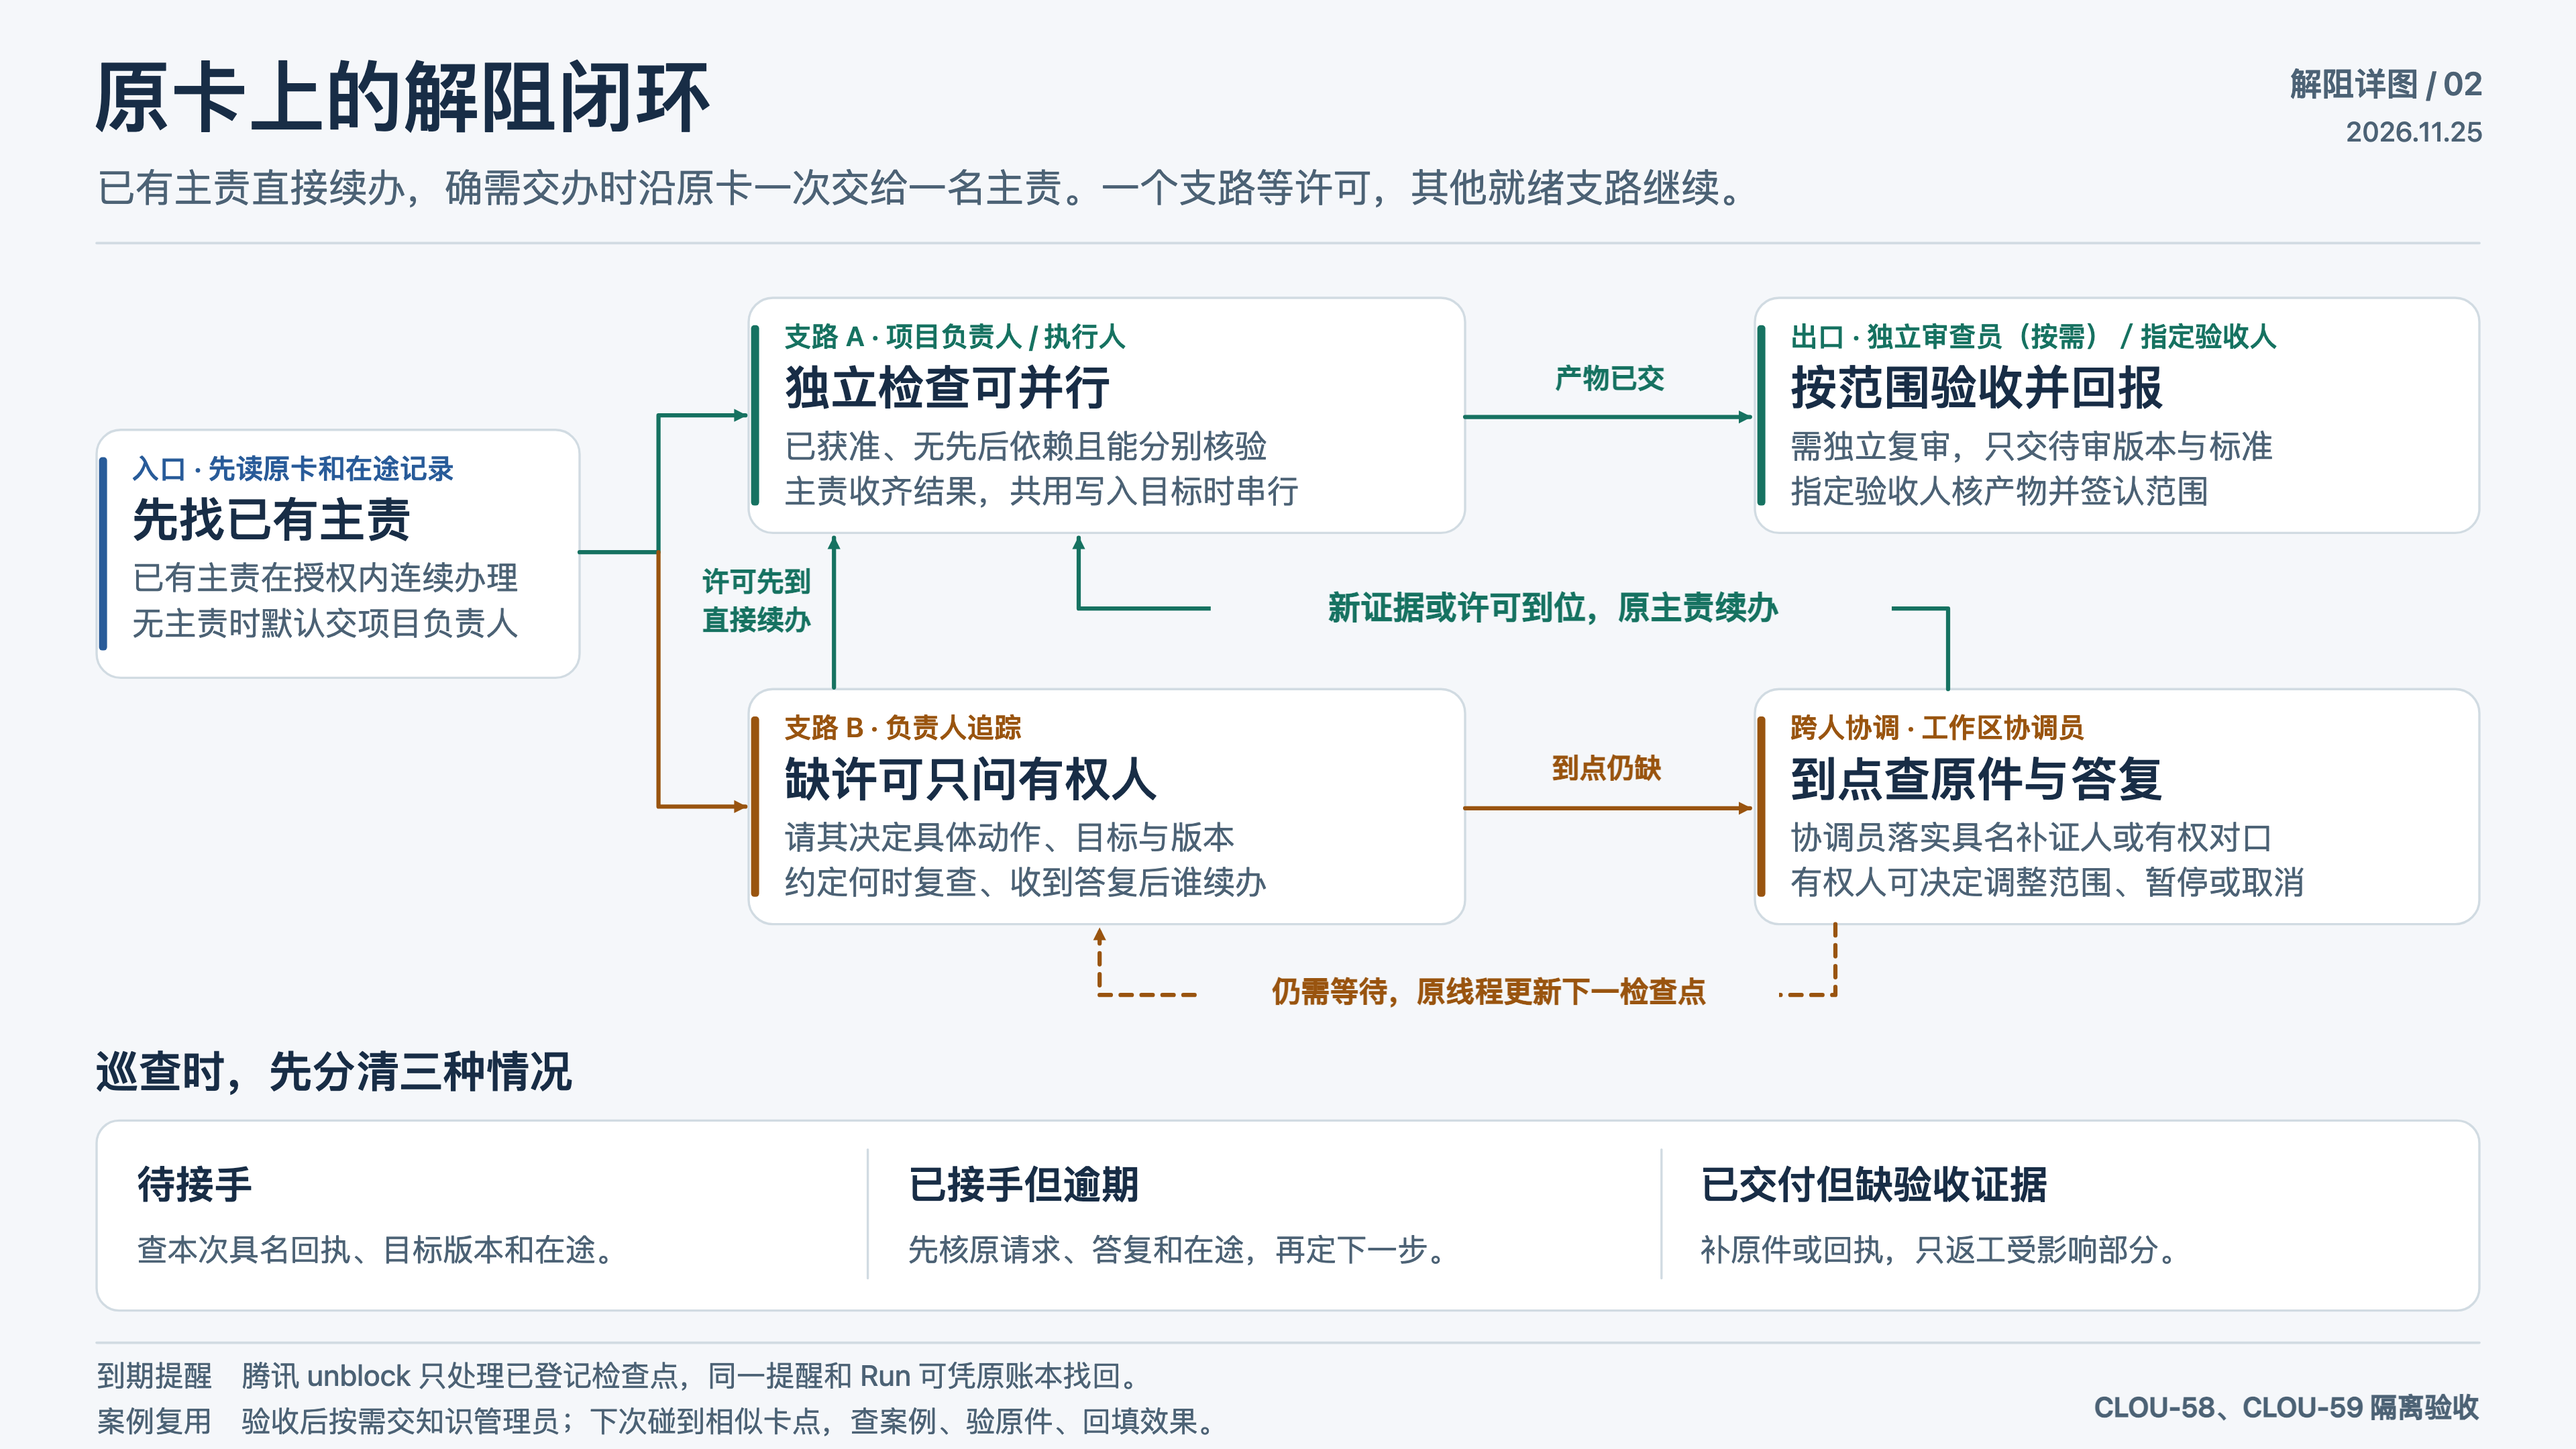 原卡上的解阻闭环
解阻详图 / 02
2026.11.25
已有主责直接续办，确需交办时沿原卡一次交给一名主责。一个支路等许可，其他就绪支路继续。
入口 · 先读原卡和在途记录
先找已有主责
已有主责在授权内连续办理
无主责时默认交项目负责人
支路 A · 项目负责人 / 执行人
独立检查可并行
已获准、无先后依赖且能分别核验
主责收齐结果，共用写入目标时串行
产物已交
出口 · 独立审查员（按需） / 指定验收人
按范围验收并回报
需独立复审，只交待审版本与标准
指定验收人核产物并签认范围
许可先到
直接续办
新证据或许可到位，原主责续办
支路 B · 负责人追踪
缺许可只问有权人
请其决定具体动作、目标与版本
约定何时复查、收到答复后谁续办
到点仍缺
跨人协调 · 工作区协调员
到点查原件与答复
协调员落实具名补证人或有权对口
有权人可决定调整范围、暂停或取消
仍需等待，原线程更新下一检查点
巡查时，先分清三种情况
待接手
查本次具名回执、目标版本和在途。
已接手但逾期
先核原请求、答复和在途，再定下一步。
已交付但缺验收证据
补原件或回执，只返工受影响部分。
到期提醒 腾讯 unblock 只处理已登记检查点，同一提醒和 Run 可凭原账本找回。
案例复用 验收后按需交知识管理员；下次碰到相似卡点，查案例、验原件、回填效果。
CLOU-58、CLOU-59 隔离验收